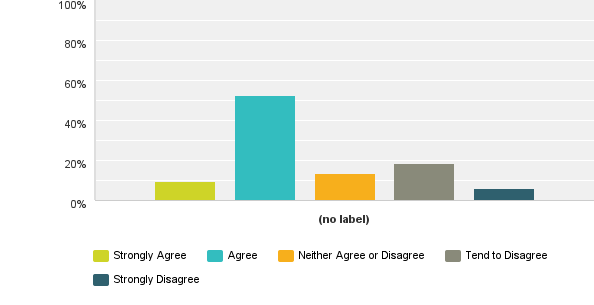 100%
80%
60%
40%
20%
0%
(no label)
Strongly Agree Agree Neither Agree or Disagree Tend to Disagree
Strongly Disagree